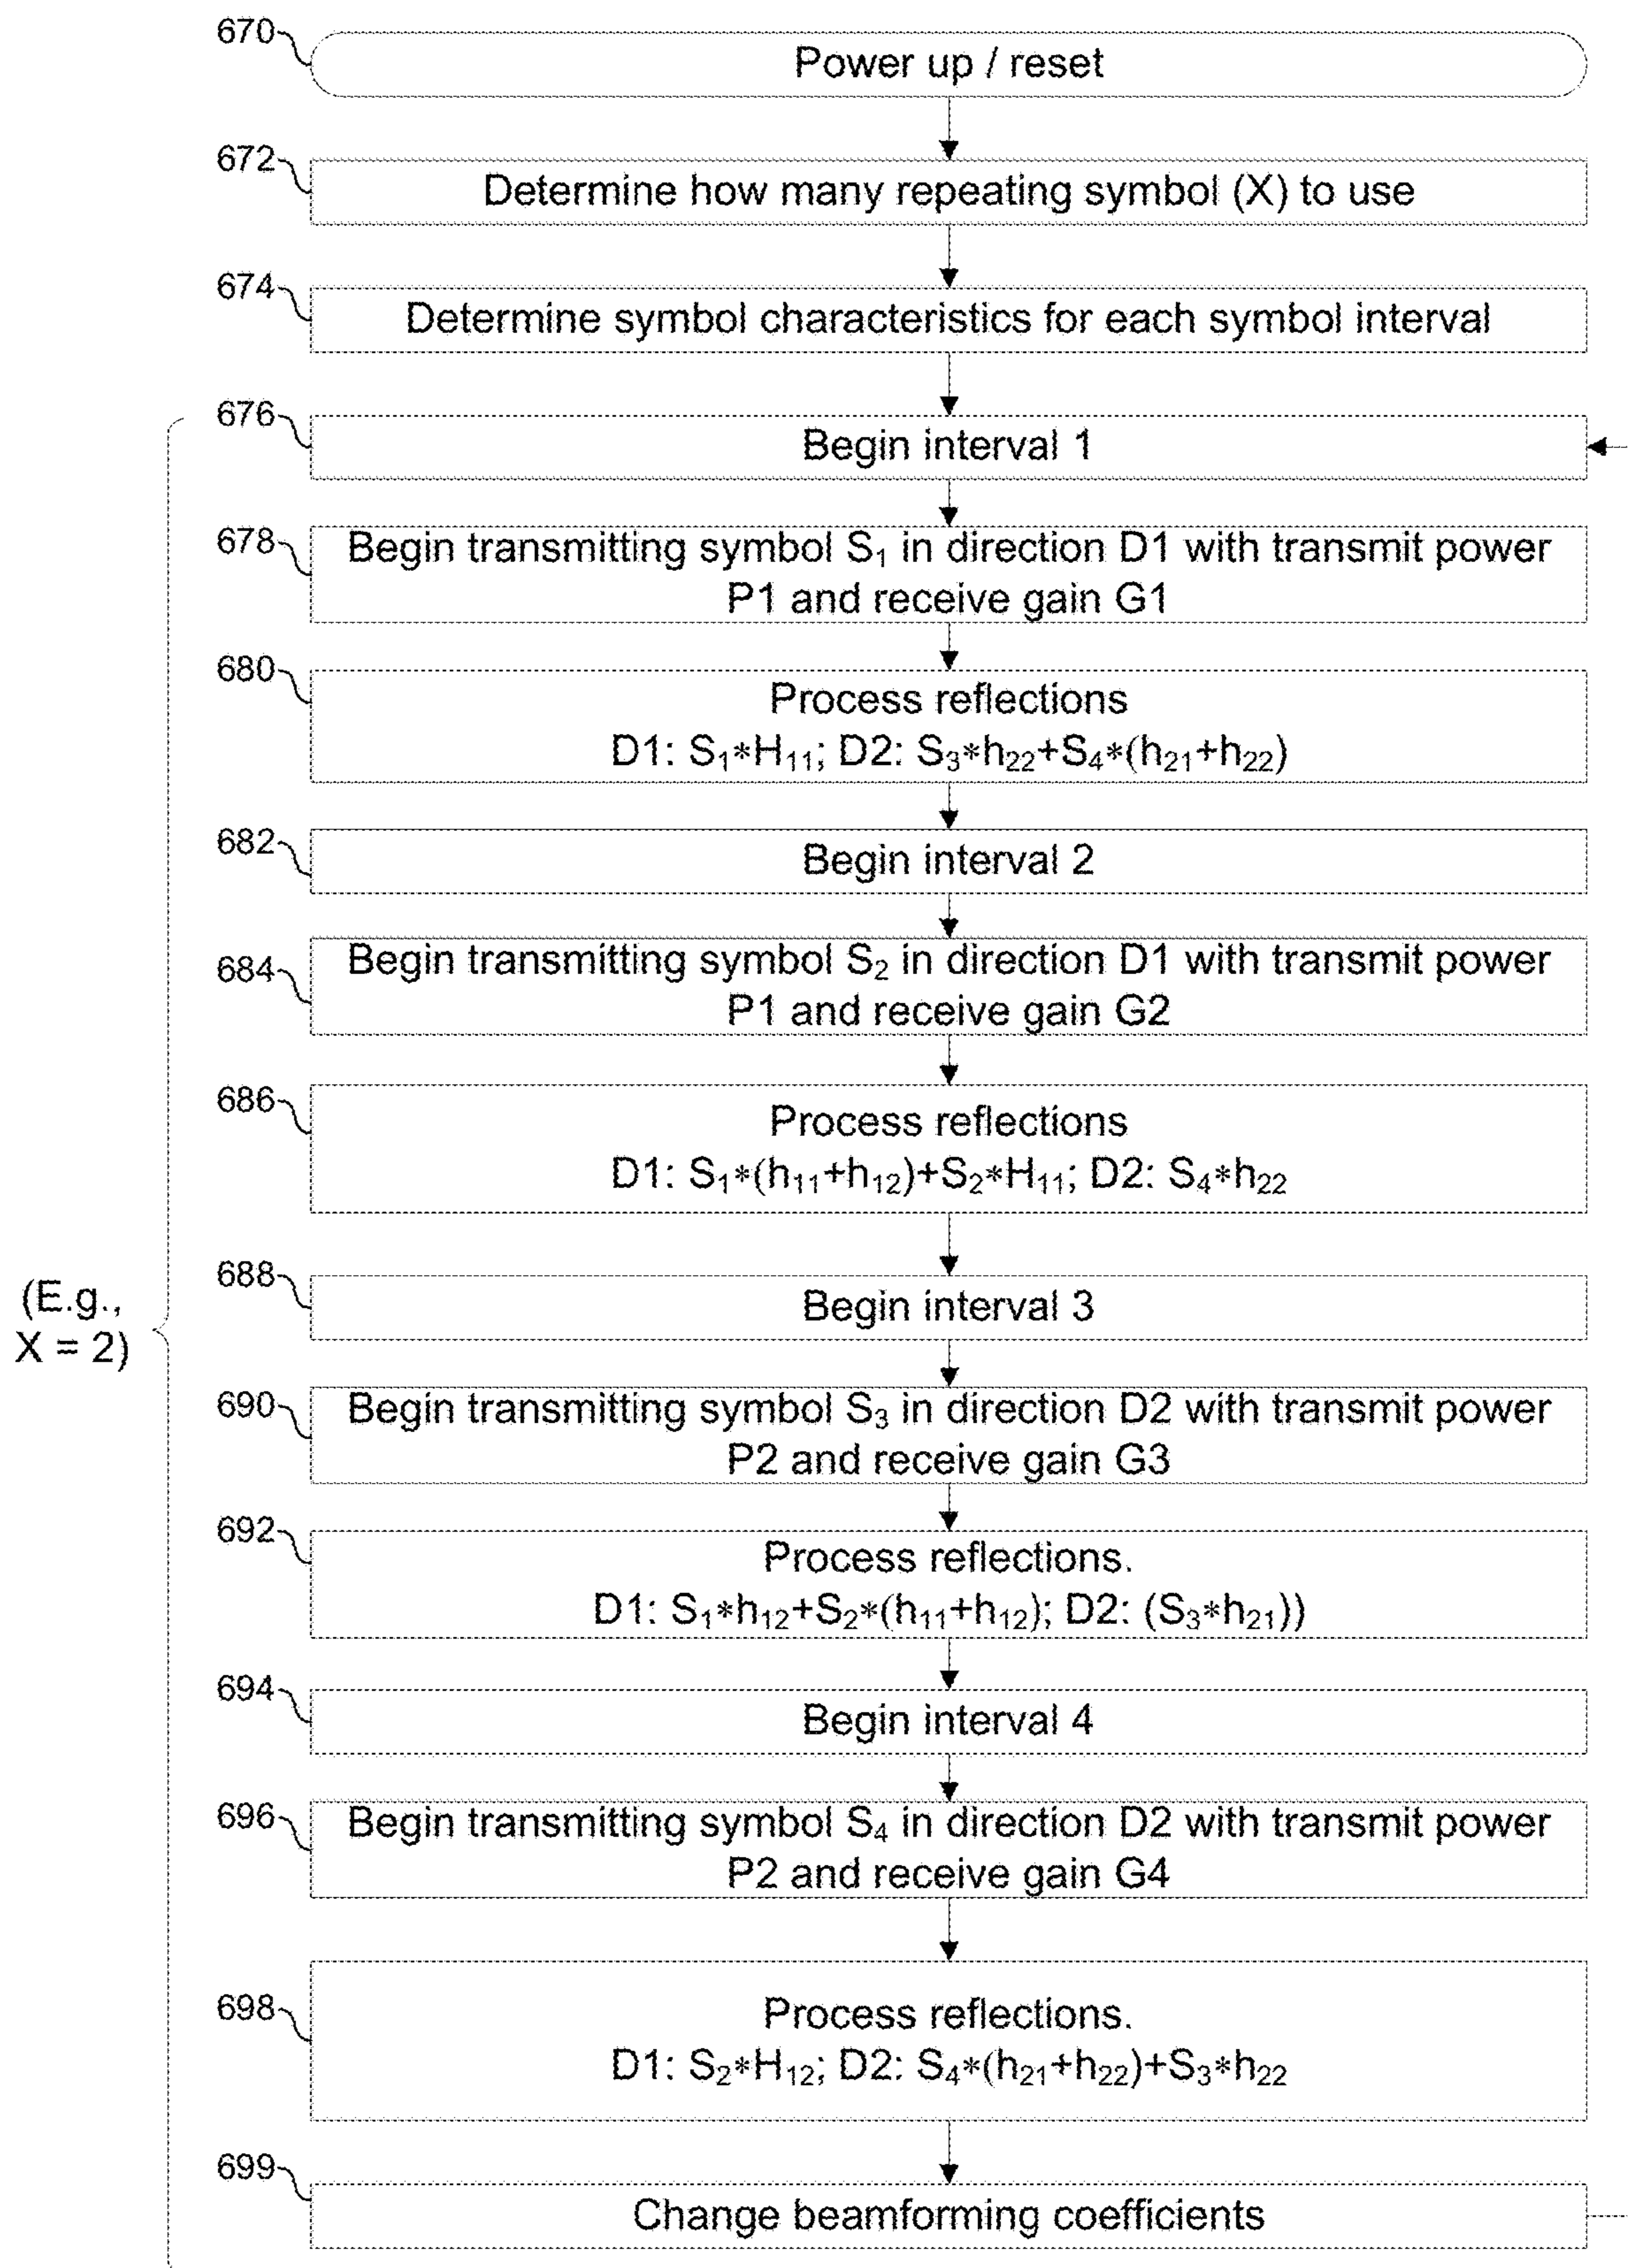 670
Power up / reset
672
Determine how many repeating symbol (X) to use
674
Determine symbol characteristics for each symbol interval
676
Begin interval 1
678
Begin transmitting symbol S₁ in direction D1 with transmit power
P1 and receive gain G1
680
Process reflections
D1: S₁*H₁₁; D2: S₃*h₂₂+S₄*(h₂₁+h₂₂)
682
Begin interval 2
684
Begin transmitting symbol S₂ in direction D1 with transmit power
P1 and receive gain G2
686
Process reflections
D1: S₁*(h₁₁+h₁₂)+S₂*H₁₁; D2: S₄*h₂₂
688
Begin interval 3
(E.g.,
X = 2)
690
Begin transmitting symbol S₃ in direction D2 with transmit power
P2 and receive gain G3
692
Process reflections.
D1: S₁*h₁₂+S₂*(h₁₁+h₁₂); D2: (S₃*h₂₁))
694
Begin interval 4
696
Begin transmitting symbol S₄ in direction D2 with transmit power
P2 and receive gain G4
698
Process reflections.
D1: S₂*H₁₂; D2: S₄*(h₂₁+h₂₂)+S₃*h₂₂
699
Change beamforming coefficients